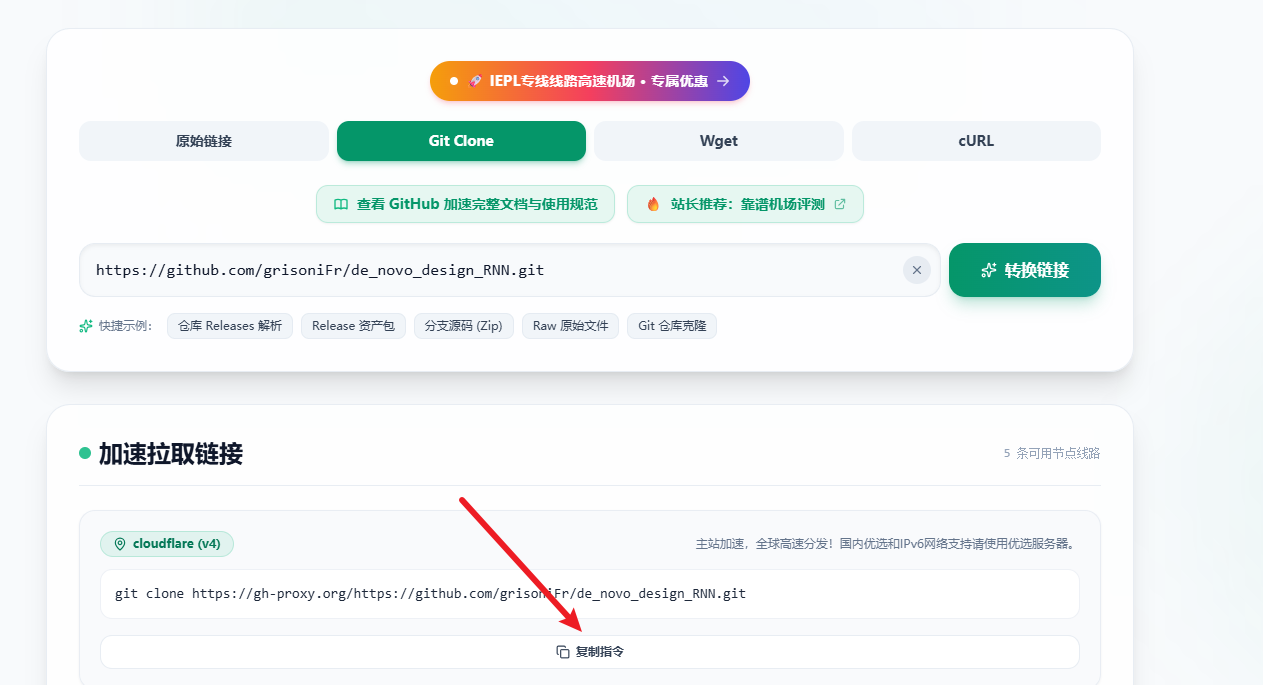 🚀 IEPL专线线路高速机场 • 专属优惠 →
原始链接 Git Clone Wget cURL
查看 GitHub 加速完整文档与使用规范 🔥 站长推荐：靠谱机场评测
https://github.com/grisoniFr/de_novo_design_RNN.git × 转换链接
快捷示例： 仓库 Releases 解析 Release 资产包 分支源码 (Zip) Raw 原始文件 Git 仓库克隆
加速拉取链接 5 条可用节点线路
cloudflare (v4) 主站加速，全球高速分发！国内优选和IPv6网络支持请使用优选服务器。
git clone https://gh-proxy.org/https://github.com/grisoniFr/de_novo_design_RNN.git
复制指令